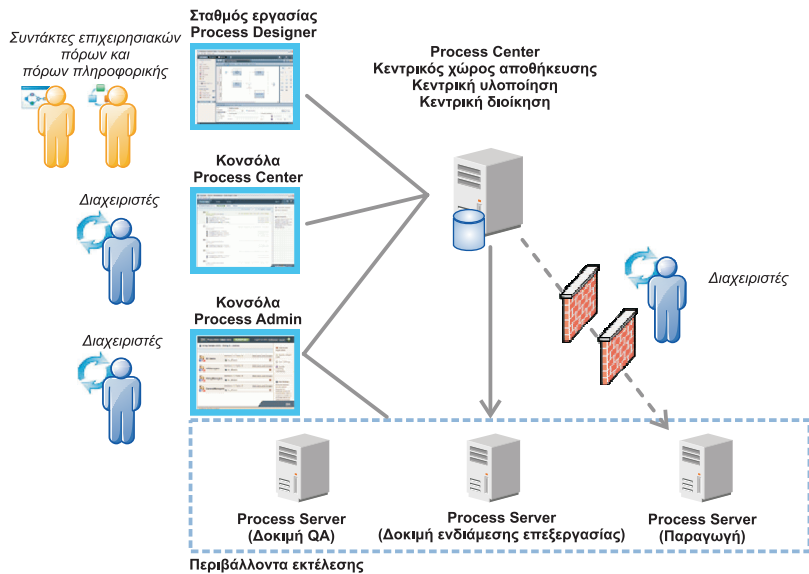 Συντάκτες επιχειρησιακών
πόρων και
πόρων πληροφορικής
Σταθμός εργασίας
Process Designer
Process Center
Κεντρικός χώρος αποθήκευσης
Κεντρική υλοποίηση
Κεντρική διοίκηση
Διαχειριστές
Κονσόλα
Process Center
Διαχειριστές
Διαχειριστές
Κονσόλα
Process Admin
Process Server
(Δοκιμή QA)
Process Server
(Δοκιμή ενδιάμεσης επεξεργασίας)
Process Server
(Παραγωγή)
Περιβάλλοντα εκτέλεσης